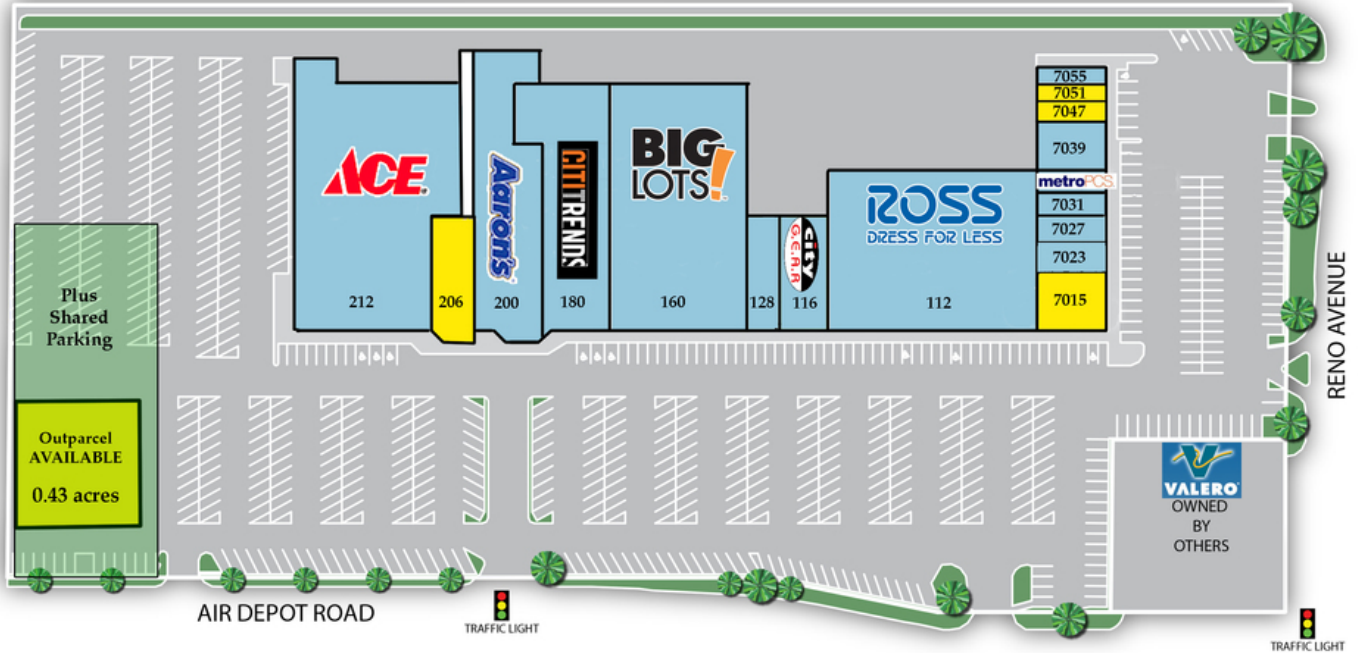 7055
7051
7047
7039
metroPCS.
7031
7027
7023
7015
ACE
Aaron's
CITITRENDS
BIG
LOTS!
city
G.E.A.R
ROSS
DRESS FOR LESS
212
206
200
180
160
128
116
112
Plus
Shared
Parking
Outparcel
AVAILABLE
0.43 acres
RENO AVENUE
VALERO
OWNED
BY
OTHERS
AIR DEPOT ROAD
TRAFFIC LIGHT
TRAFFIC LIGHT